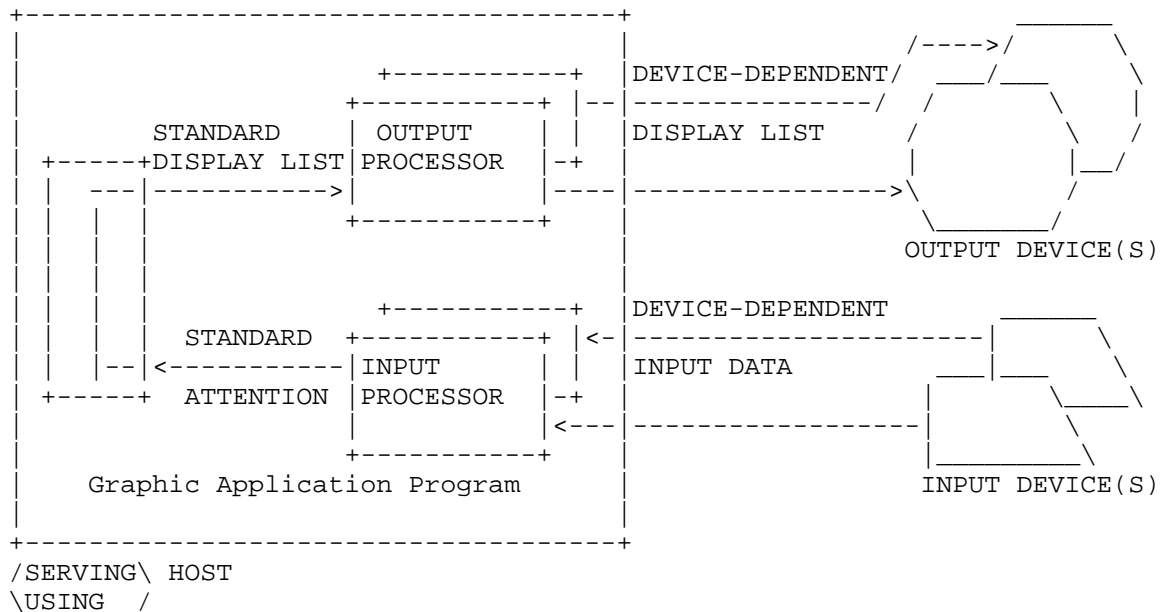 DEVICE-DEPENDENT
STANDARD OUTPUT DISPLAY LIST
DISPLAY LIST PROCESSOR
OUTPUT DEVICE(S)
DEVICE-DEPENDENT
STANDARD
INPUT INPUT DATA
ATTENTION PROCESSOR
Graphic Application Program INPUT DEVICE(S)
/SERVING\ HOST
\USING /